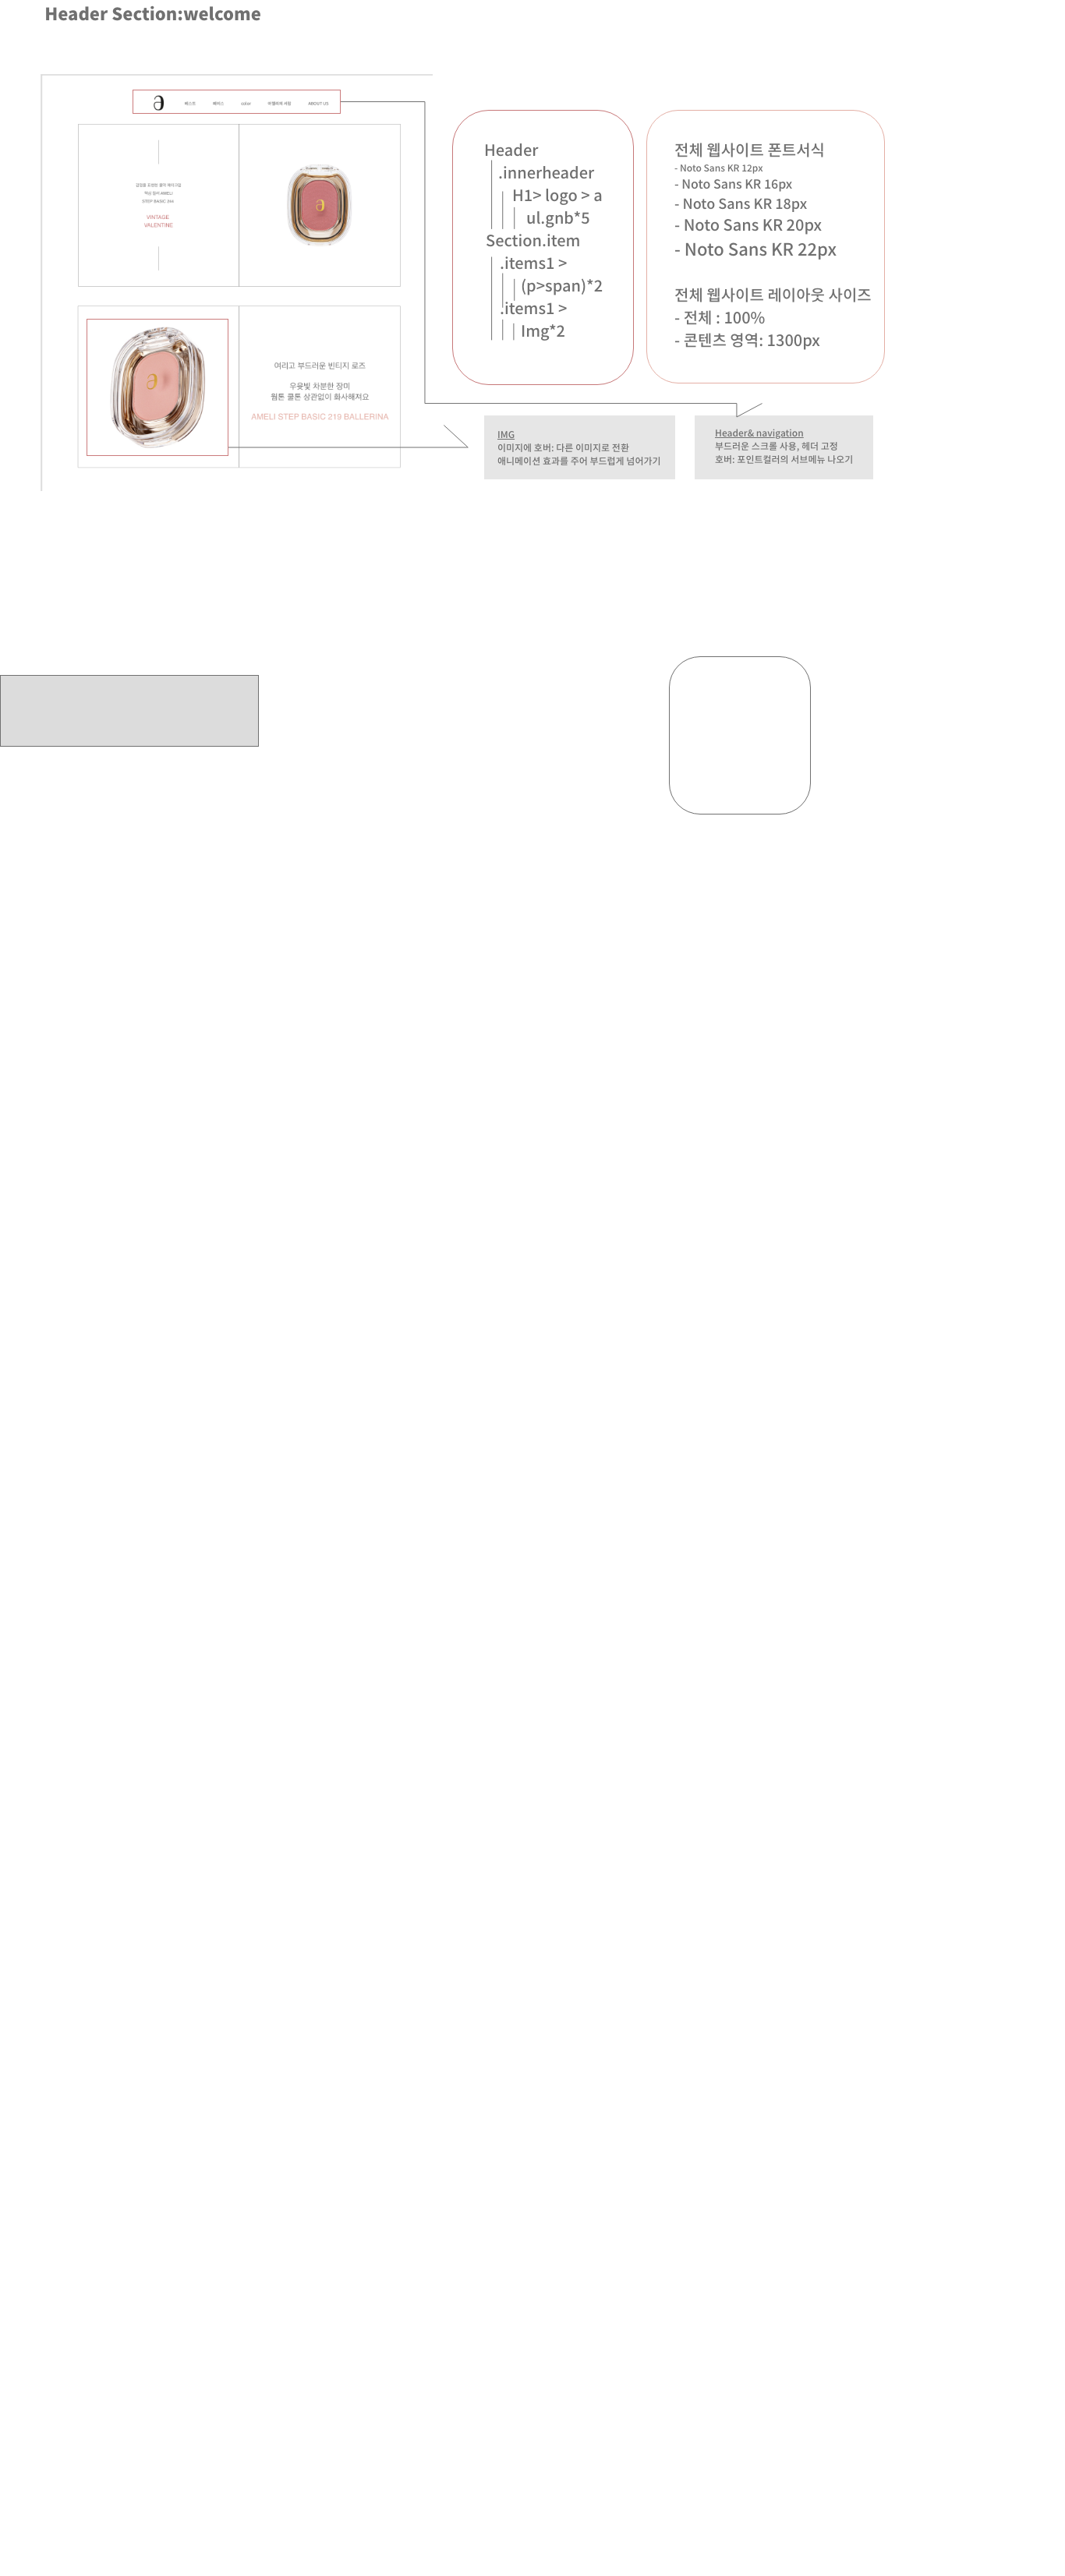 Header Section:welcome
ə
베스트
베이스
color
ABOUT US
STEP BASIC 204
VINTAGE
VALENTINE
여리고 부드러운 빈티지 로즈
우윳빛 차분한 장미
웜톤 쿨톤 상관없이 화사해져요
AMELI STEP BASIC 210 BALLERINA
Header
.innerheader
H1> logo > a
ul.gnb*5
Section.item
.items1 >
(p>span)*2
.items1 >
Img*2
전체 웹사이트 폰트서식
- Noto Sans KR 12px
- Noto Sans KR 16px
- Noto Sans KR 18px
- Noto Sans KR 20px
- Noto Sans KR 22px
전체 웹사이트 레이아웃 사이즈
- 전체 : 100%
- 콘텐츠 영역: 1300px
IMG
이미지에 호버: 다른 이미지로 전환
애니메이션 효과를 주어 부드럽게 넘어가기
Header& navigation
부드러운 스크롤 사용, 헤더 고정
호버: 포인트컬러의 서브메뉴 나오기